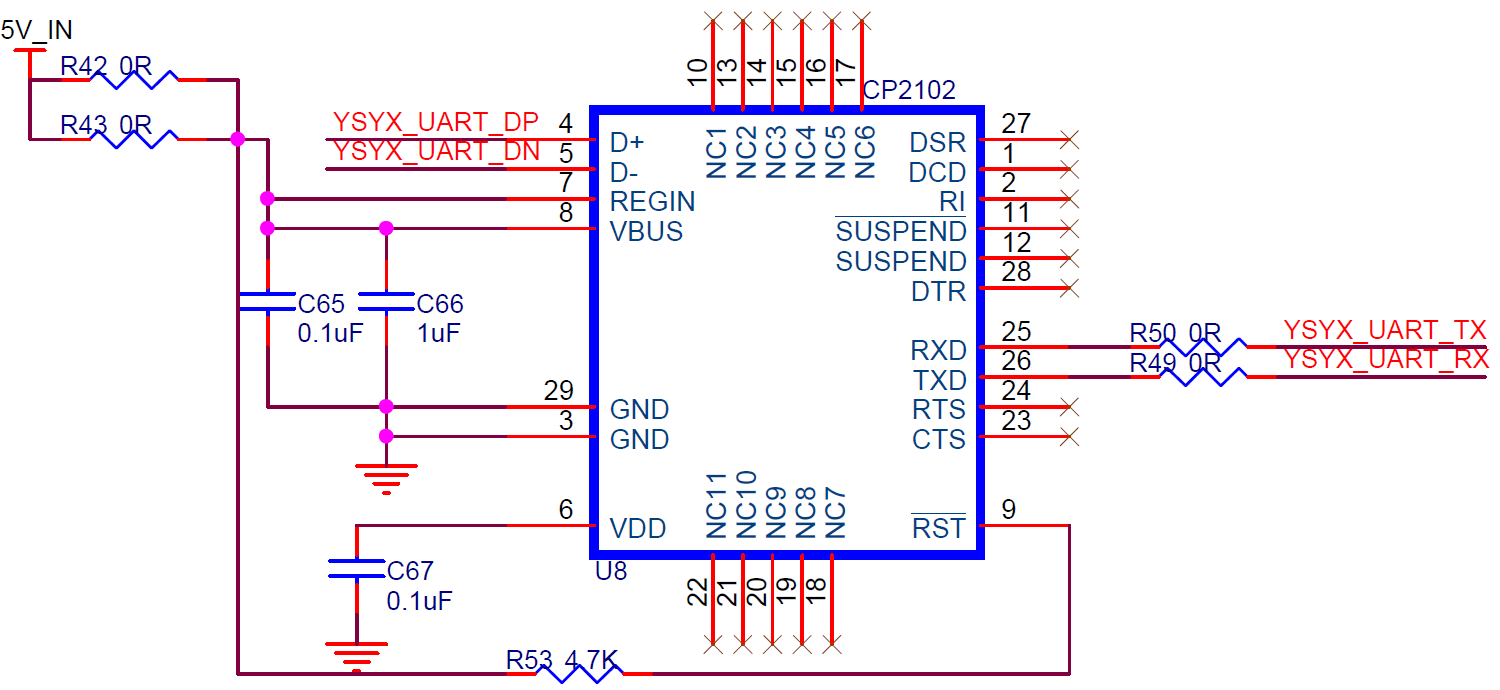 5V_IN
R42 0R
R43 0R
YSYX_UART_DP
YSYX_UART_DN
4
5
7
8
29
3
6
D+
D-
REGIN
VBUS
GND
GND
VDD
10
13
14
15
16
17
NC1
NC2
NC3
NC4
NC5
NC6
CP2102
DSR
DCD
RI
SUSPEND
SUSPEND
DTR
RXD
TXD
RTS
CTS
RST
27
1
2
11
12
28
25
26
24
23
9
R50 0R
R49 0R
YSYX_UART_TX
YSYX_UART_RX
C65
0.1uF
C66
1uF
C67
0.1uF
NC11
NC10
NC9
NC8
NC7
U8
22
21
20
19
18
R53 4.7K